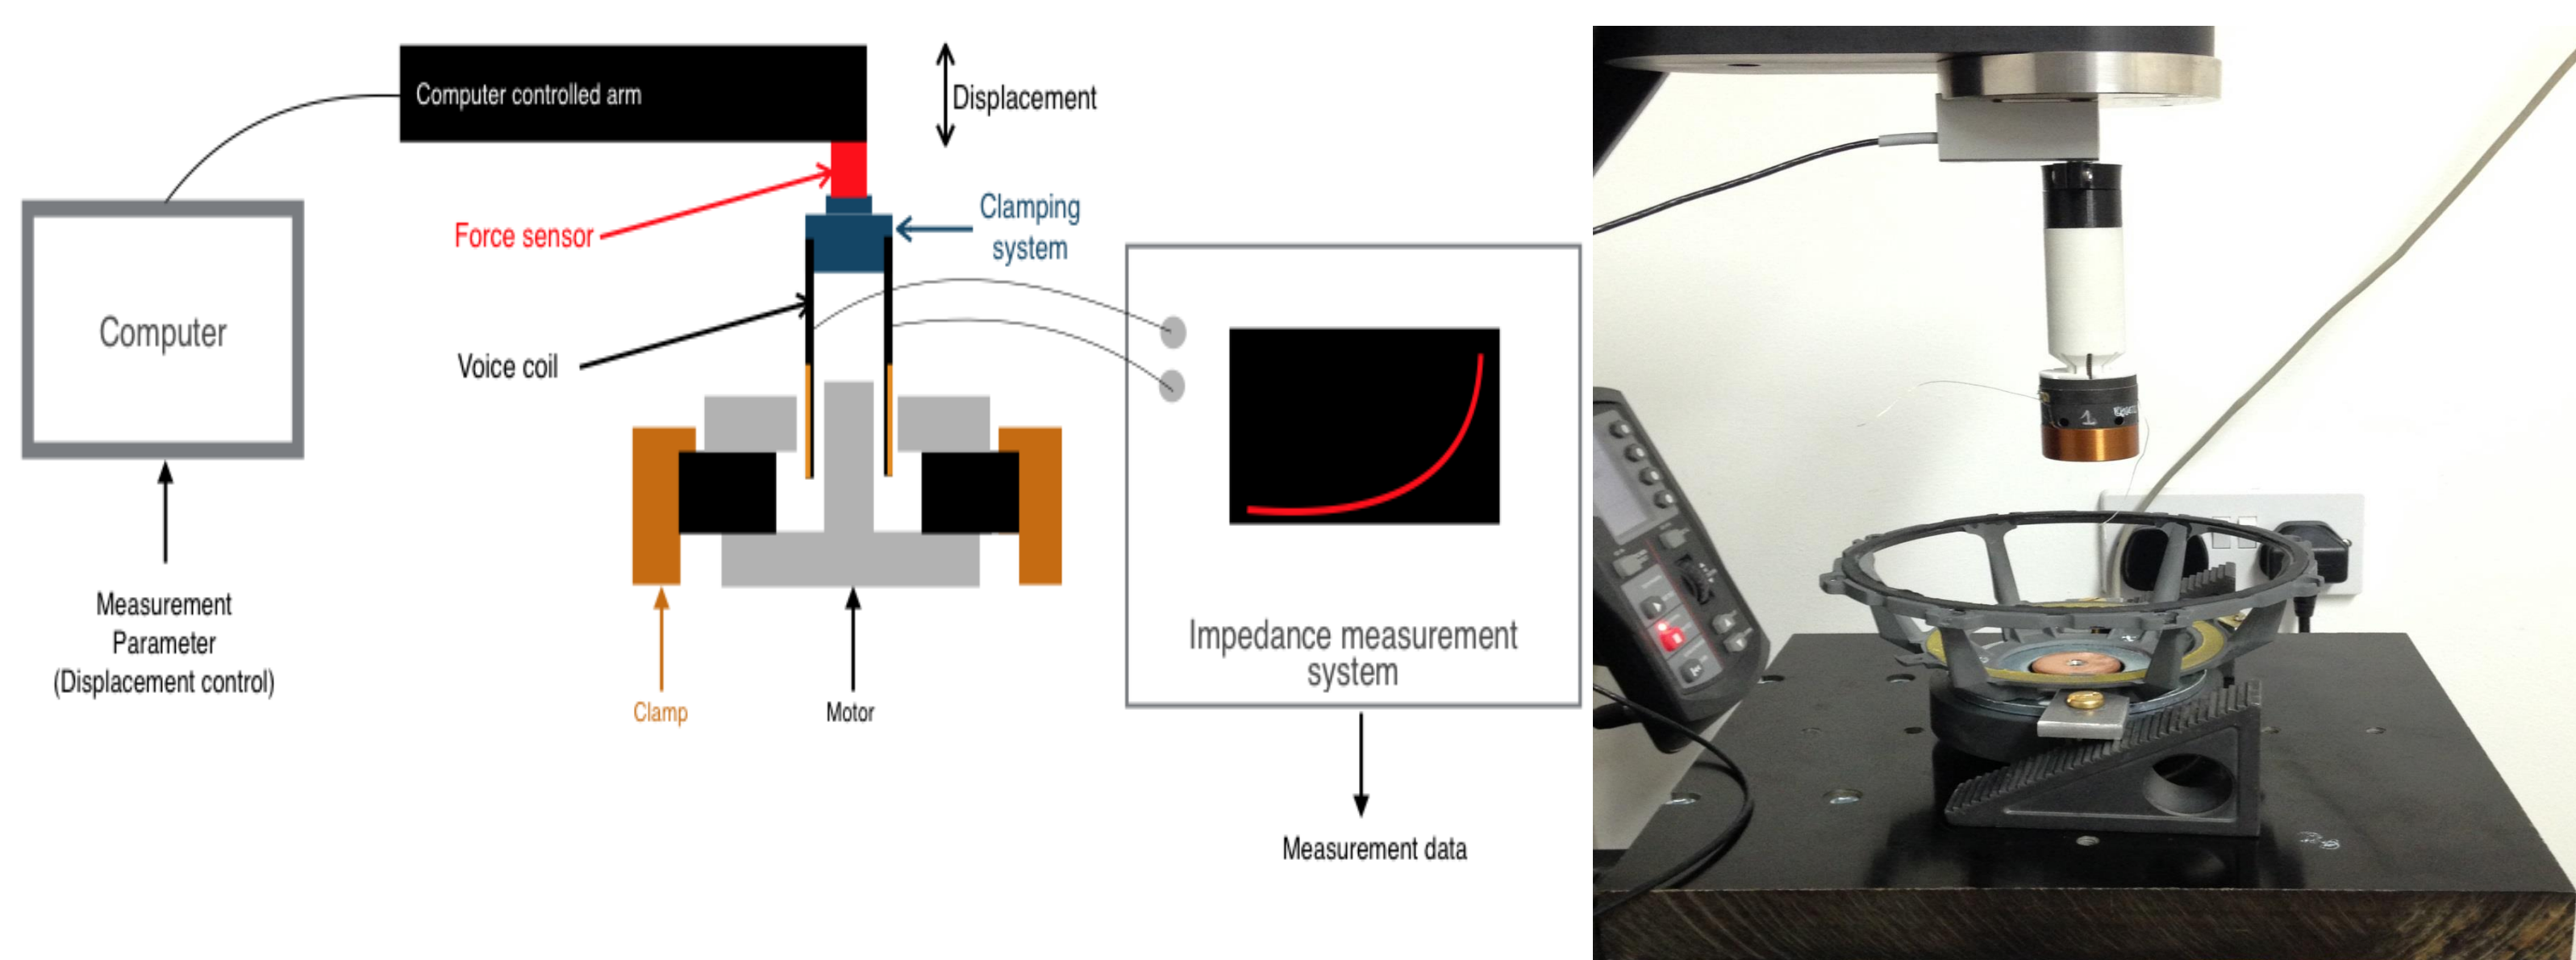 Computer controlled arm
Displacement
Force sensor
Clamping
system
Computer
Voice coil
Measurement
Parameter
(Displacement control)
Clamp
Motor
Impedance measurement
system
Measurement data
1